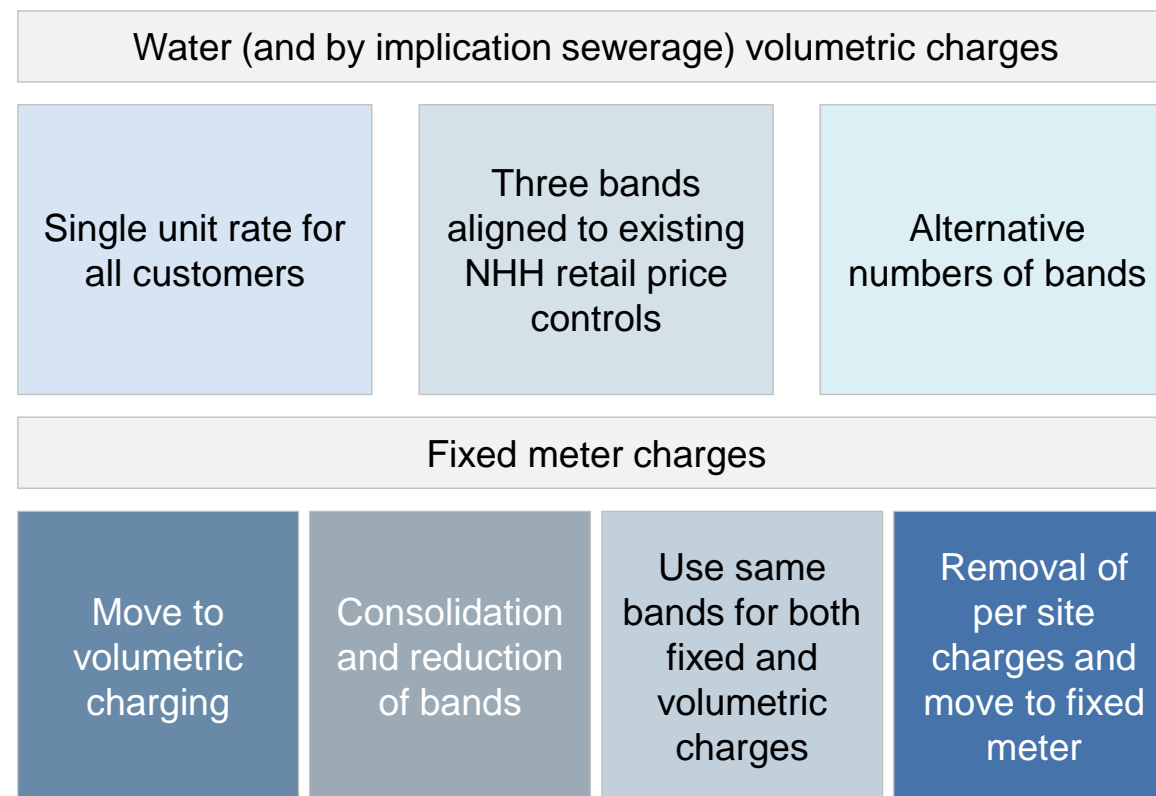 Water (and by implication sewerage) volumetric charges
Single unit rate for
all customers
Three bands
aligned to existing
NHH retail price
controls
Alternative
numbers of bands
Fixed meter charges
Move to
volumetric
charging
Consolidation
and reduction
of bands
Use same
bands for both
fixed and
volumetric
charges
Removal of
per site
charges and
move to fixed
meter